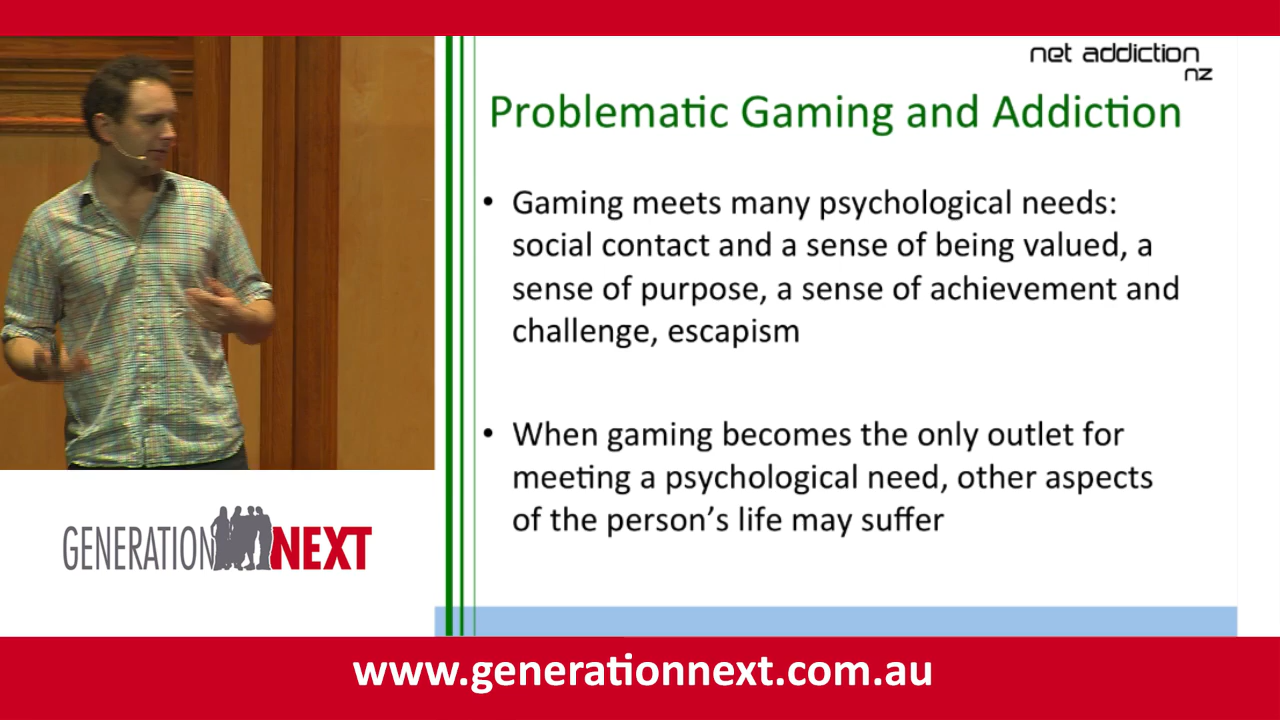 net addiction
nz
Problematic Gaming and Addiction
• Gaming meets many psychological needs:
social contact and a sense of being valued, a
sense of purpose, a sense of achievement and
challenge, escapism
• When gaming becomes the only outlet for
meeting a psychological need, other aspects
of the person's life may suffer
GENERATION NEXT
www.generationnext.com.au